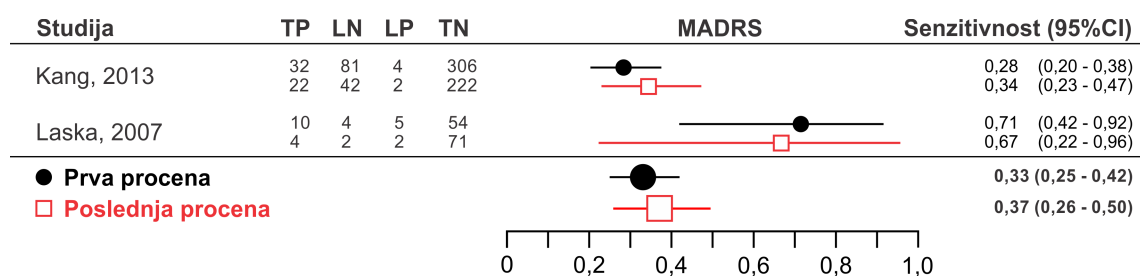 Studija TP LN LP TN MADRS Senzitivnost (95%CI)
Kang, 2013
32 81 4 306 0,28 (0,20 - 0,38)
22 42 2 222 0,34 (0,23 - 0,47)
Laska, 2007
10 4 5 54 0,71 (0,42 - 0,92)
4 2 2 71 0,67 (0,22 - 0,96)
Prva procena 0,33 (0,25 - 0,42)
Poslednja procena 0,37 (0,26 - 0,50)
0 0,2 0,4 0,6 0,8 1,0